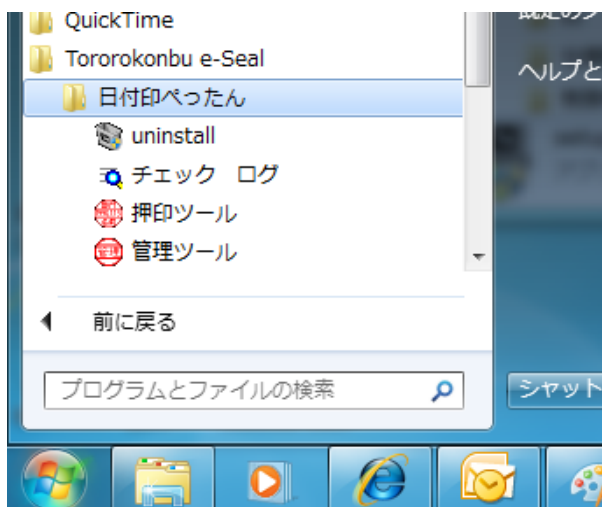 QuickTime
Tororokonbu e-Seal
日付印ぺったん
uninstall
チェック　ログ
押印ツール
管理ツール
前に戻る
プログラムとファイルの検索
ヘルプと
シャット